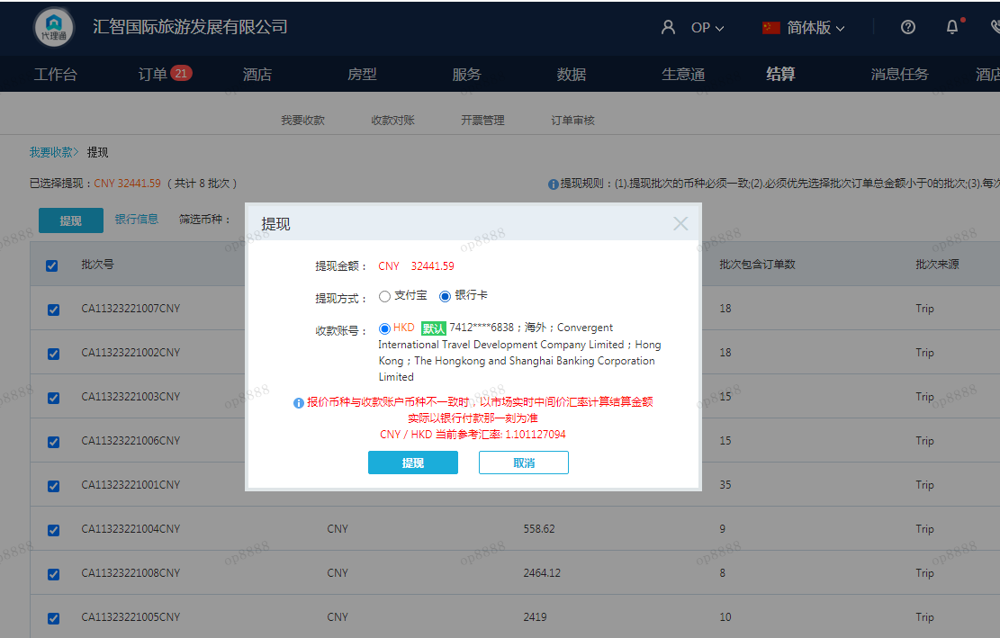 代理通
汇智国际旅游发展有限公司
OP
简体版
工作台
订单 21
酒店
房型
服务
数据
生意通
结算
消息任务
酒店
我要收款
收款对账
开票管理
订单审核
我要收款> 提现
已选择提现：CNY 32441.59 （ 共计 8 批次 ）
提现规则：(1).提现批次的币种必须一致;(2).必须优先选择批次订单总金额小于0的批次;(3).每次
提现
银行信息
筛选币种：
批次号
批次包含订单数
批次来源
CA11323221007CNY 18 Trip
CA11323221002CNY 18 Trip
CA11323221003CNY 15 Trip
CA11323221006CNY 15 Trip
CA11323221001CNY 35 Trip
CA11323221004CNY CNY 558.62 9 Trip
CA11323221008CNY CNY 2464.12 8 Trip
CA11323221005CNY CNY 2419 10 Trip
提现
提现金额： CNY 32441.59
提现方式： 支付宝 银行卡
收款账号： HKD 默认 7412****6838；海外；Convergent
International Travel Development Company Limited；Hong
Kong；The Hongkong and Shanghai Banking Corporation
Limited
报价币种与收款账户币种不一致时，以市场实时中间价汇率计算结算金额
实际以银行付款那一刻为准
CNY / HKD 当前参考汇率: 1.101127094
提现
取消
op8888